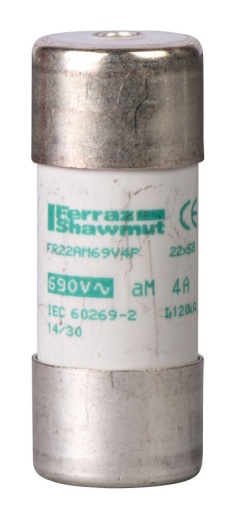 Ferraz
Shawmut CE
FR22AM69V4P 22x58
690V~ aM 4A
IEC 60269-2 I₁120kA
14/30